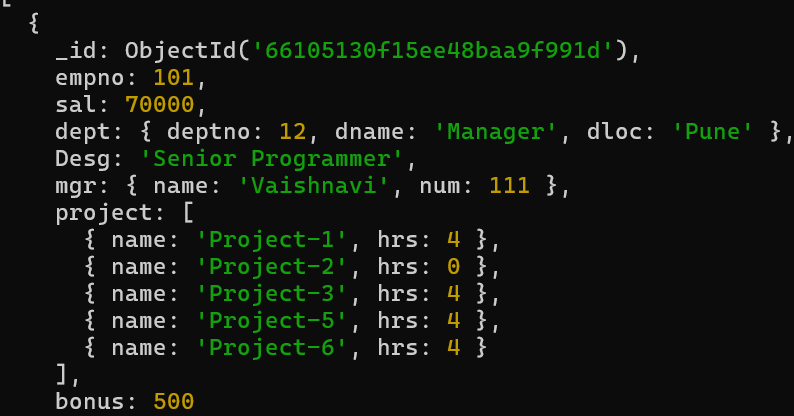 [
{
_id: ObjectId('66105130f15ee48baa9f991d'),
empno: 101,
sal: 70000,
dept: { deptno: 12, dname: 'Manager', dloc: 'Pune' },
Desg: 'Senior Programmer',
mgr: { name: 'Vaishnavi', num: 111 },
project: [
{ name: 'Project-1', hrs: 4 },
{ name: 'Project-2', hrs: 0 },
{ name: 'Project-3', hrs: 4 },
{ name: 'Project-5', hrs: 4 },
{ name: 'Project-6', hrs: 4 }
],
bonus: 500